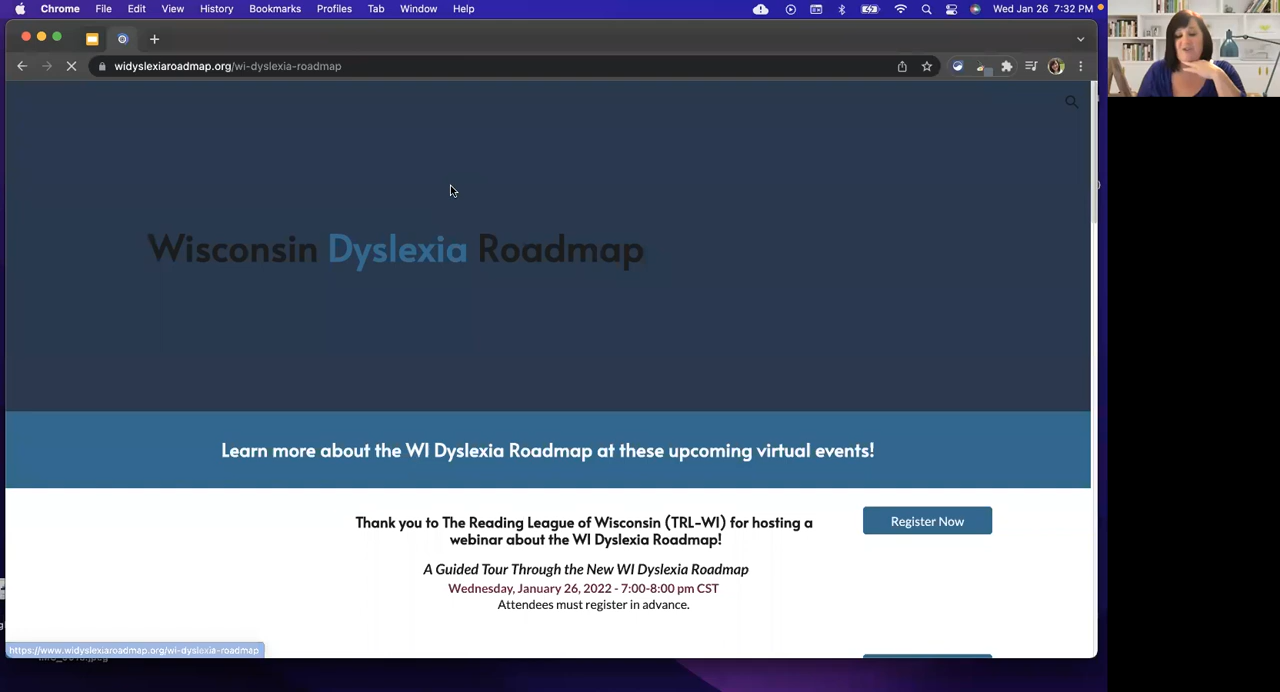 Chrome File Edit View History Bookmarks Profiles Tab Window Help Wed Jan 26 7:32 PM
widyslexiaroadmap.org/wi-dyslexia-roadmap
Wisconsin Dyslexia Roadmap
Learn more about the WI Dyslexia Roadmap at these upcoming virtual events!
Thank you to The Reading League of Wisconsin (TRL-WI) for hosting a
webinar about the WI Dyslexia Roadmap!
Register Now
A Guided Tour Through the New WI Dyslexia Roadmap
Wednesday, January 26, 2022 - 7:00-8:00 pm CST
Attendees must register in advance.
https://www.widyslexiaroadmap.org/wi-dyslexia-roadmap